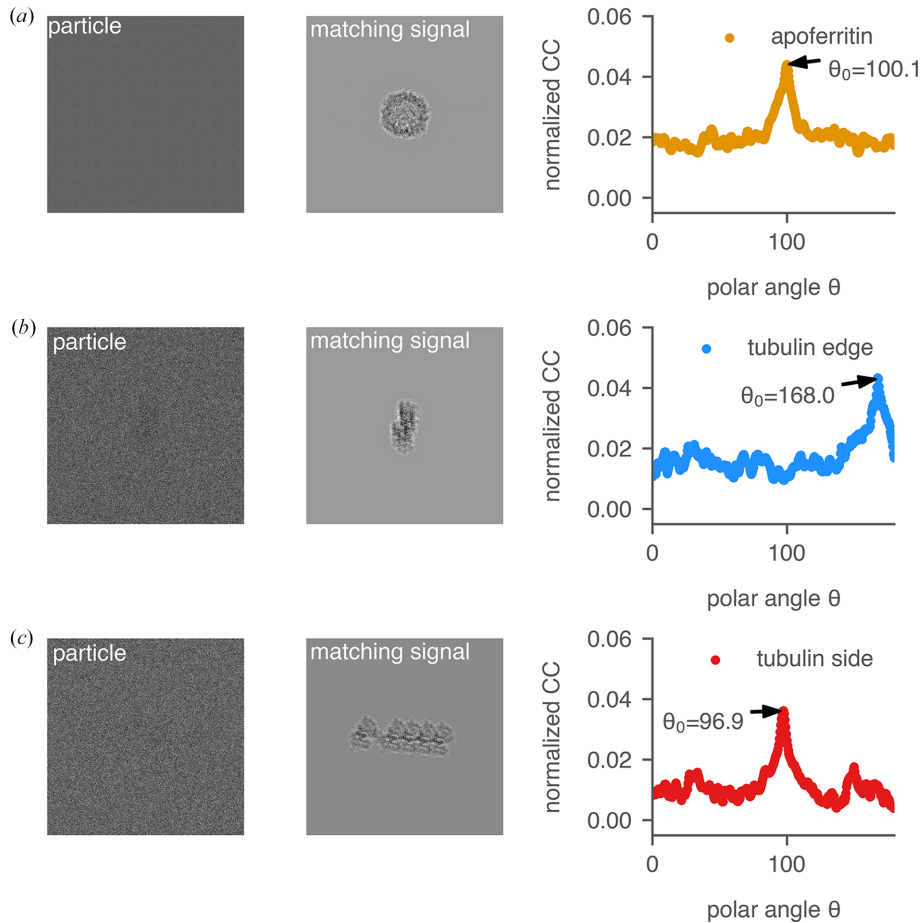 (a)
particle
matching signal
normalized CC
0.06
0.04
0.02
0.00
apoferritin
θ₀=100.1
0
100
polar angle θ
(b)
particle
matching signal
normalized CC
0.06
0.04
0.02
0.00
tubulin edge
θ₀=168.0
0
100
polar angle θ
(c)
particle
matching signal
normalized CC
0.06
0.04
0.02
0.00
tubulin side
θ₀=96.9
0
100
polar angle θ